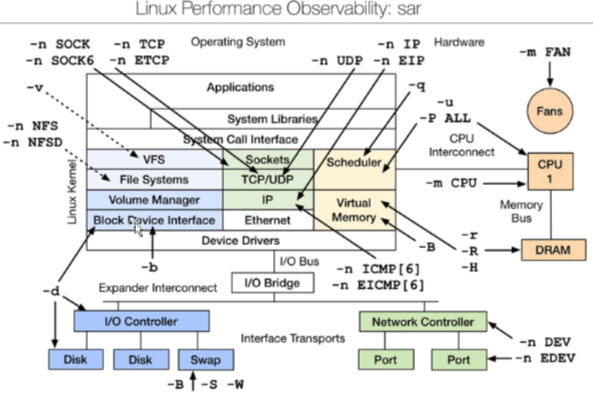 Linux Performance Observability: sar
-n SOCK
-n TCP
Operating System
-n IP
Hardware
-n SOCK6
-n ETCP
-n UDP
-n EIP
-m FAN
-v
Applications
-q
Fans
-n NFS
-n NFSD
System Libraries
-u
-P ALL
System Call Interface
CPU
Interconnect
VFS
Sockets
Scheduler
File Systems
TCP/UDP
CPU
1
-m CPU
Linux Kernel
Volume Manager
IP
Virtual
Memory
Memory
Bus
Block Device Interface
Ethernet
-r
-R
-H
-B
DRAM
Device Drivers
-b
I/O Bus
-n ICMP[6]
-n EICMP[6]
-d
Expander Interconnect
I/O Bridge
I/O Controller
Interface Transports
Network Controller
-n DEV
-n EDEV
Disk
Disk
Swap
Port
Port
-B
-S
-W